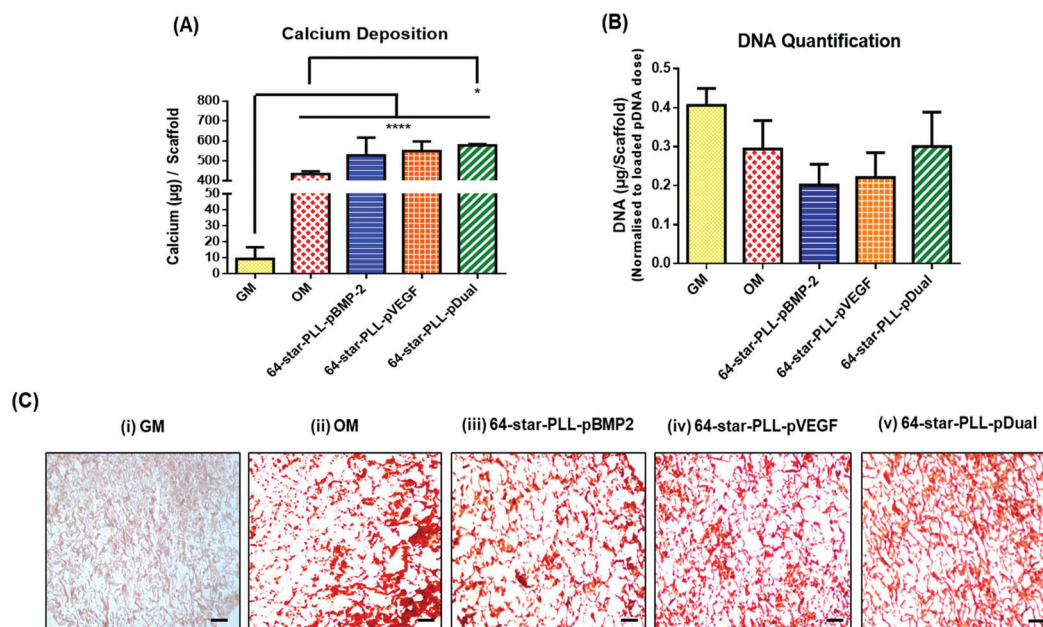 (A)
Calcium Deposition
*
****
Calcium (µg) / Scaffold
800
700
600
500
400
50
40
30
20
10
0
GM
OM
64-star-PLL-pBMP-2
64-star-PLL-pVEGF
64-star-PLL-pDual
(B)
DNA Quantification
DNA (µg/Scaffold)
(Normalised to loaded pDNA dose)
0.5
0.4
0.3
0.2
0.1
0.0
GM
OM
64-star-PLL-pBMP-2
64-star-PLL-pVEGF
64-star-PLL-pDual
(C)
(i) GM
(ii) OM
(iii) 64-star-PLL-pBMP2
(iv) 64-star-PLL-pVEGF
(v) 64-star-PLL-pDual